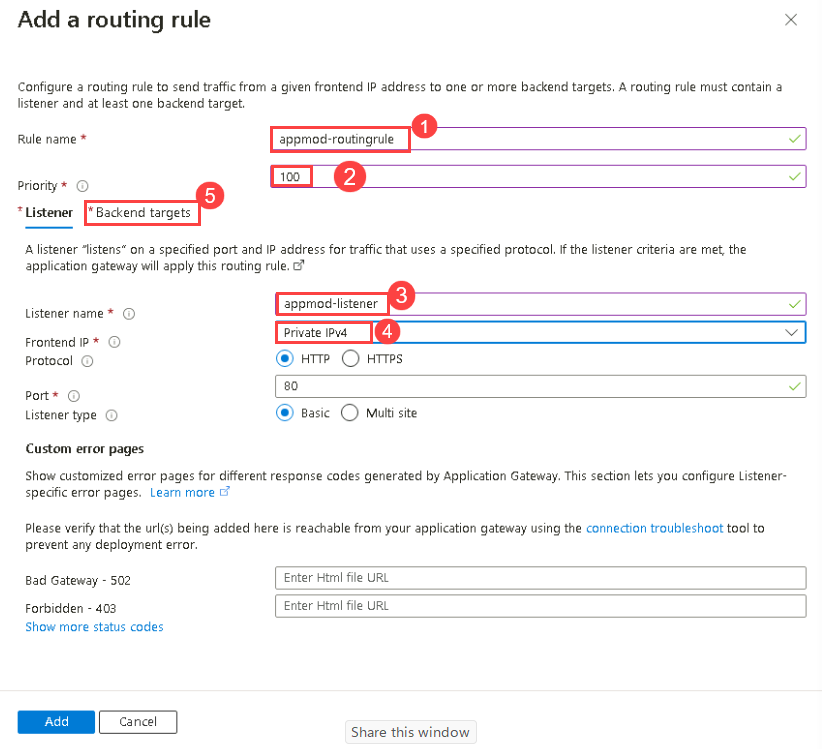 Add a routing rule
Configure a routing rule to send traffic from a given frontend IP address to one or more backend targets. A routing rule must contain a
listener and at least one backend target.
Rule name * appmod-routingrule 1
Priority * 100 2
* Listener * Backend targets 5
A listener "listens" on a specified port and IP address for traffic that uses a specified protocol. If the listener criteria are met, the
application gateway will apply this routing rule.
Listener name * appmod-listener 3
Frontend IP * Private IPv4 4
Protocol HTTP HTTPS
Port * 80
Listener type Basic Multi site
Custom error pages
Show customized error pages for different response codes generated by Application Gateway. This section lets you configure Listener-
specific error pages. Learn more
Please verify that the url(s) being added here is reachable from your application gateway using the connection troubleshoot tool to
prevent any deployment error.
Bad Gateway - 502 Enter Html file URL
Forbidden - 403 Enter Html file URL
Show more status codes
Add Cancel
Share this window